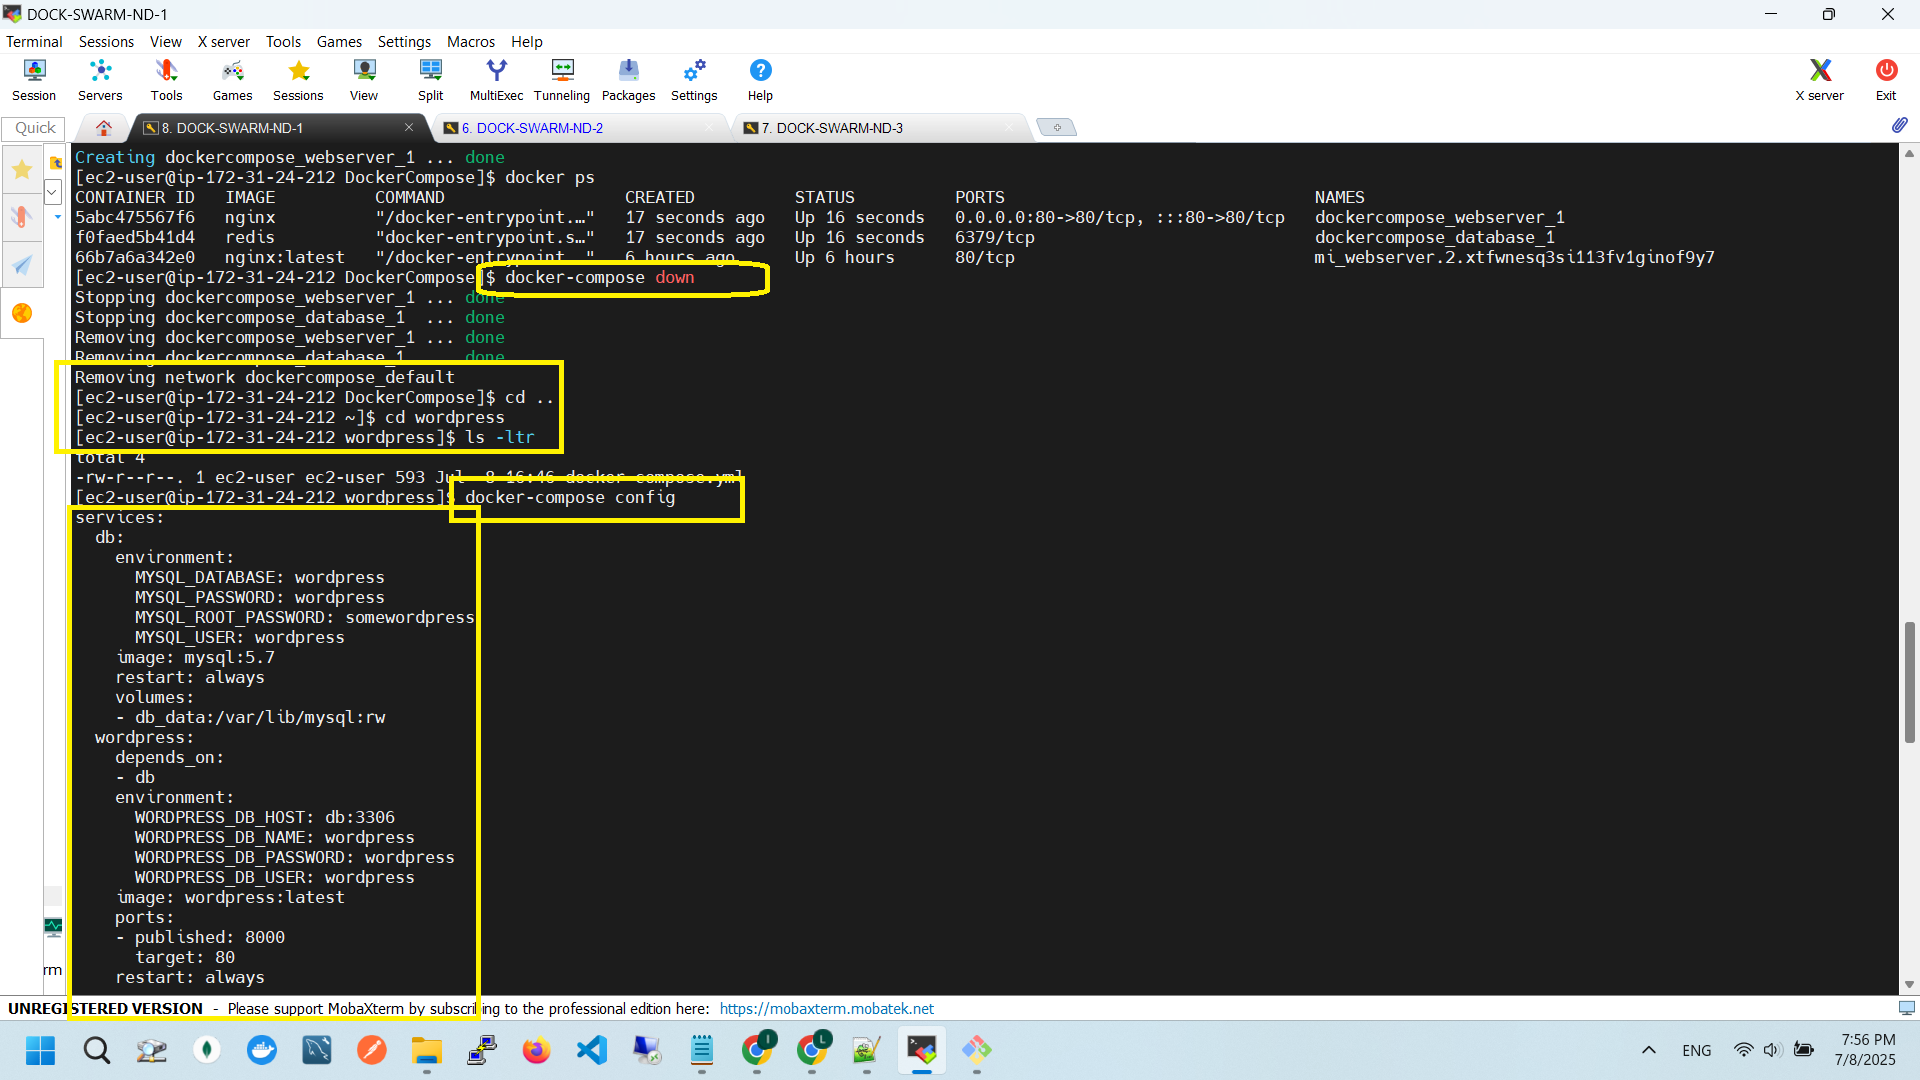 DOCK-SWARM-ND-1
Terminal Sessions View X server Tools Games Settings Macros Help
Session Servers Tools Games Sessions View Split MultiExec Tunneling Packages Settings Help X server Exit
Quick 8. DOCK-SWARM-ND-1 6. DOCK-SWARM-ND-2 7. DOCK-SWARM-ND-3
Creating dockercompose_webserver_1 ... done
[ec2-user@ip-172-31-24-212 DockerCompose]$ docker ps
CONTAINER ID IMAGE COMMAND CREATED STATUS PORTS NAMES
5abc475567f6 nginx "/docker-entrypoint.…" 17 seconds ago Up 16 seconds 0.0.0.0:80->80/tcp, :::80->80/tcp dockercompose_webserver_1
f0faed5b41d4 redis "docker-entrypoint.s…" 17 seconds ago Up 16 seconds 6379/tcp dockercompose_database_1
66b7a6a342e0 nginx:latest "/docker-entrypoint.…" 6 hours ago Up 6 hours 80/tcp mi_webserver.2.xtfwnesq3si113fv1ginof9y7
[ec2-user@ip-172-31-24-212 DockerCompose]$ docker-compose down
Stopping dockercompose_webserver_1 ... done
Stopping dockercompose_database_1 ... done
Removing dockercompose_webserver_1 ... done
Removing dockercompose_database_1 ... done
Removing network dockercompose_default
[ec2-user@ip-172-31-24-212 DockerCompose]$ cd ..
[ec2-user@ip-172-31-24-212 ~]$ cd wordpress
[ec2-user@ip-172-31-24-212 wordpress]$ ls -ltr
total 4
-rw-r--r--. 1 ec2-user ec2-user 593 Jul 8 16:46 docker-compose.yml
[ec2-user@ip-172-31-24-212 wordpress]$ docker-compose config
services:
db:
environment:
MYSQL_DATABASE: wordpress
MYSQL_PASSWORD: wordpress
MYSQL_ROOT_PASSWORD: somewordpress
MYSQL_USER: wordpress
image: mysql:5.7
restart: always
volumes:
- db_data:/var/lib/mysql:rw
wordpress:
depends_on:
- db
environment:
WORDPRESS_DB_HOST: db:3306
WORDPRESS_DB_NAME: wordpress
WORDPRESS_DB_PASSWORD: wordpress
WORDPRESS_DB_USER: wordpress
image: wordpress:latest
ports:
- published: 8000
target: 80
rm
restart: always
UNREGISTERED VERSION - Please support MobaXterm by subscribing to the professional edition here: https://mobaxterm.mobatek.net
I L
ENG
7:56 PM
7/8/2025